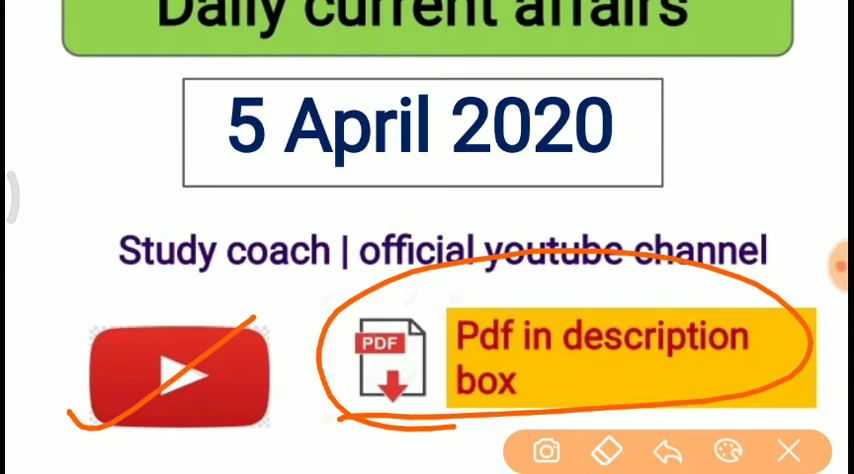 Daily current affairs
5 April 2020
Study coach | official youtube channel
PDF
Pdf in description
box